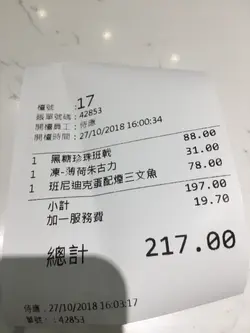 檯號 :17
賬單號碼 : 42853
開檯員工 : 侍應
開檯時間 : 27/10/2018 16:00:34
1 黑糖珍珠班戟 88.00
1 凍-薄荷朱古力 31.00
1 班尼迪克蛋配煙三文魚 78.00
小計 197.00
加一服務費 19.70
總計 217.00
侍應 : 27/10/2018 16:03:17
單號 : 42853